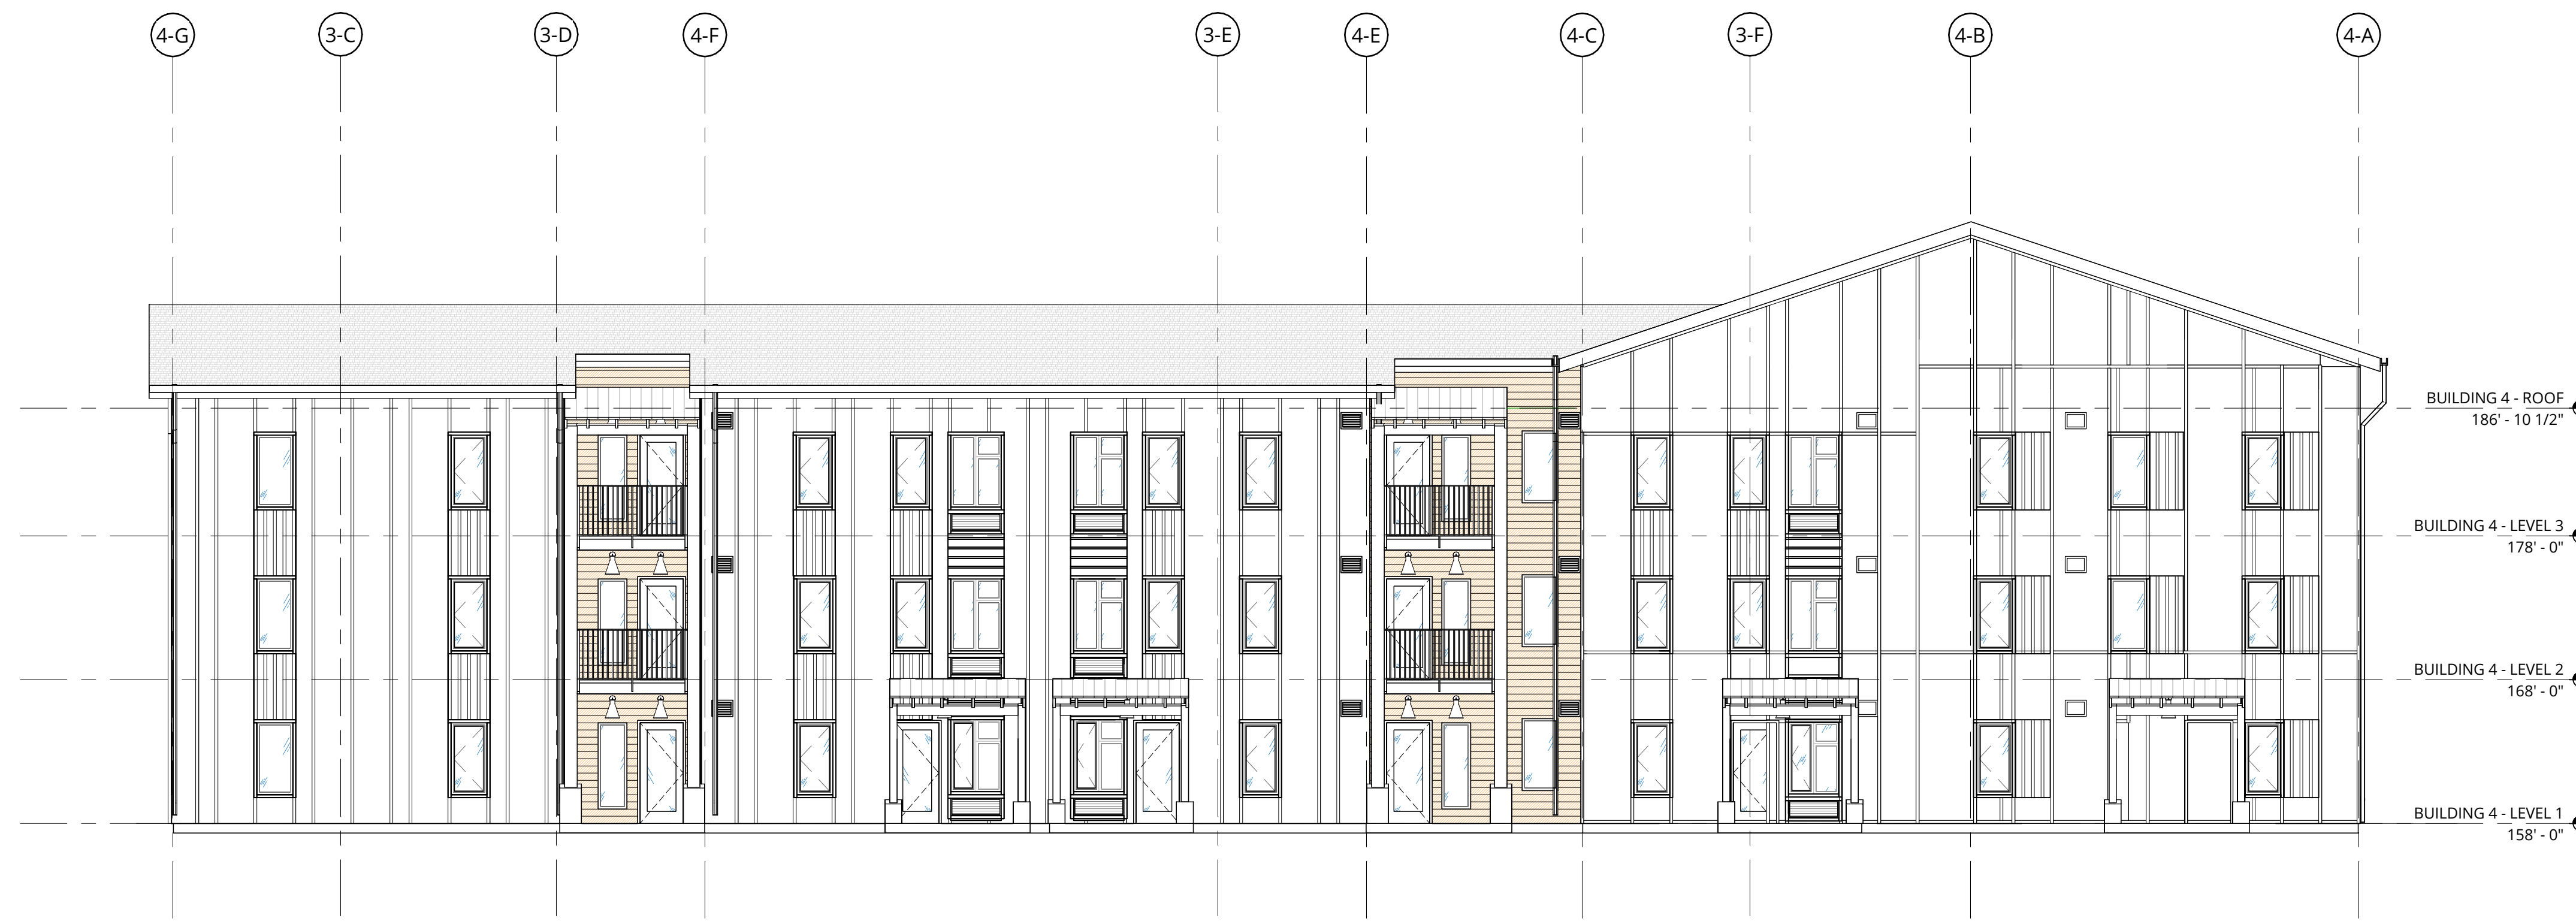 4-G
3-C
3-D
4-F
3-E
4-E
4-C
3-F
4-B
4-A
BUILDING 4 - ROOF
186' - 10 1/2"
BUILDING 4 - LEVEL 3
178' - 0"
BUILDING 4 - LEVEL 2
168' - 0"
BUILDING 4 - LEVEL 1
158' - 0"